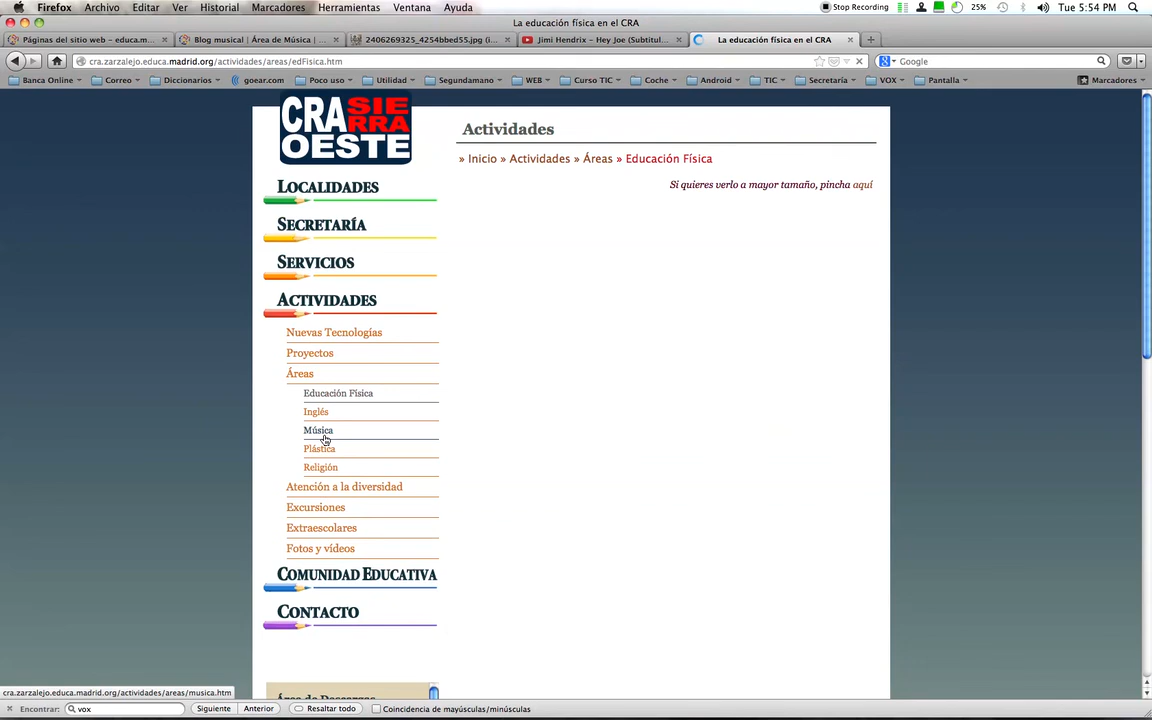 Firefox Archivo Editar Ver Historial Marcadores Herramientas Ventana Ayuda Stop Recording 25% Tue 5:54 PM
La educación física en el CRA
Páginas del sitio web – educa.m... Blog musical | Área de Música | ... 2406269325_4254bbed55.jpg (i... Jimi Hendrix - Hey Joe (Subtitul... La educación física en el CRA
cra.zarzalejo.educa.madrid.org/actividades/areas/edFisica.htm Google
Banca Online Correo Diccionarios goear.com Poco uso Utilidad Segundamano WEB Curso TIC Coche Android TIC Secretaría VOX Pantalla Marcadores
CRA SIE
RRA
OESTE
Actividades
» Inicio » Actividades » Áreas » Educación Física
Si quieres verlo a mayor tamaño, pincha aquí
LOCALIDADES
SECRETARÍA
SERVICIOS
ACTIVIDADES
Nuevas Tecnologías
Proyectos
Áreas
Educación Física
Inglés
Música
Plástica
Religión
Atención a la diversidad
Excursiones
Extraescolares
Fotos y vídeos
COMUNIDAD EDUCATIVA
CONTACTO
Área de Descargas
cra.zarzalejo.educa.madrid.org/actividades/areas/musica.htm
Encontrar: vox Siguiente Anterior Resaltar todo Coincidencia de mayúsculas/minúsculas